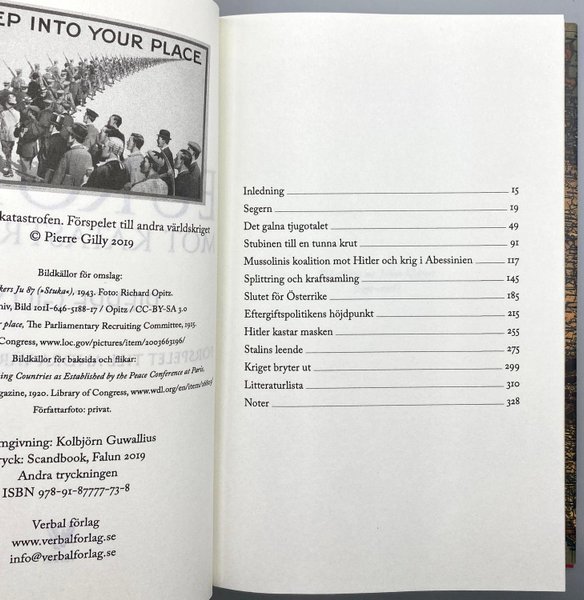 EP INTO YOUR PLACE
katastrofen. Förspelet till andra världskriget
© Pierre Gilly 2019
Bildkällor för omslag:
kers Ju 87 (»Stuka«), 1943. Foto: Richard Opitz.
hiv, Bild 101I-646-5188-17 / Opitz / CC-BY-SA 3.0
r place, The Parliamentary Recruiting Committee, 1915.
Congress, www.loc.gov/pictures/item/2003663196/
Bildkällor för baksida och flikar:
ing Countries as Established by the Peace Conference at Paris,
agazine, 1920. Library of Congress, www.wdl.org/en/item/
Författarfoto: privat.
mgivning: Kolbjörn Guwallius
ryck: Scandbook, Falun 2019
Andra tryckningen
ISBN 978-91-87777-73-8
Verbal förlag
www.verbalforlag.se
info@verbalforlag.se
Inledning 15
Segern 19
Det galna tjugotalet 49
Stubinen till en tunna krut 91
Mussolinis koalition mot Hitler och krig i Abessinien 117
Splittring och kraftsamling 145
Slutet för Österrike 185
Eftergiftspolitikens höjdpunkt 215
Hitler kastar masken 255
Stalins leende 275
Kriget bryter ut 299
Litteraturlista 310
Noter 328